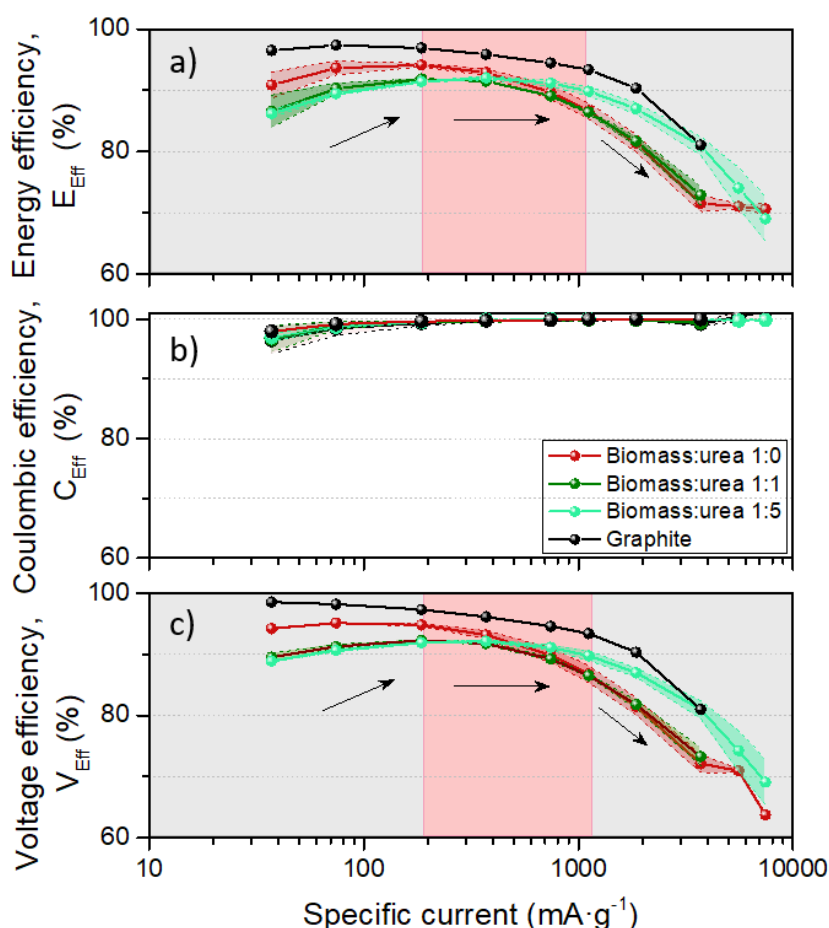 Energy efficiency,
E_Eff (%)
100
80
60
a)
Coulombic efficiency,
C_Eff (%)
100
80
60
b)
Biomass:urea 1:0
Biomass:urea 1:1
Biomass:urea 1:5
Graphite
Voltage efficiency,
V_Eff (%)
100
80
60
c)
10 100 1000 10000
Specific current (mA·g⁻¹)